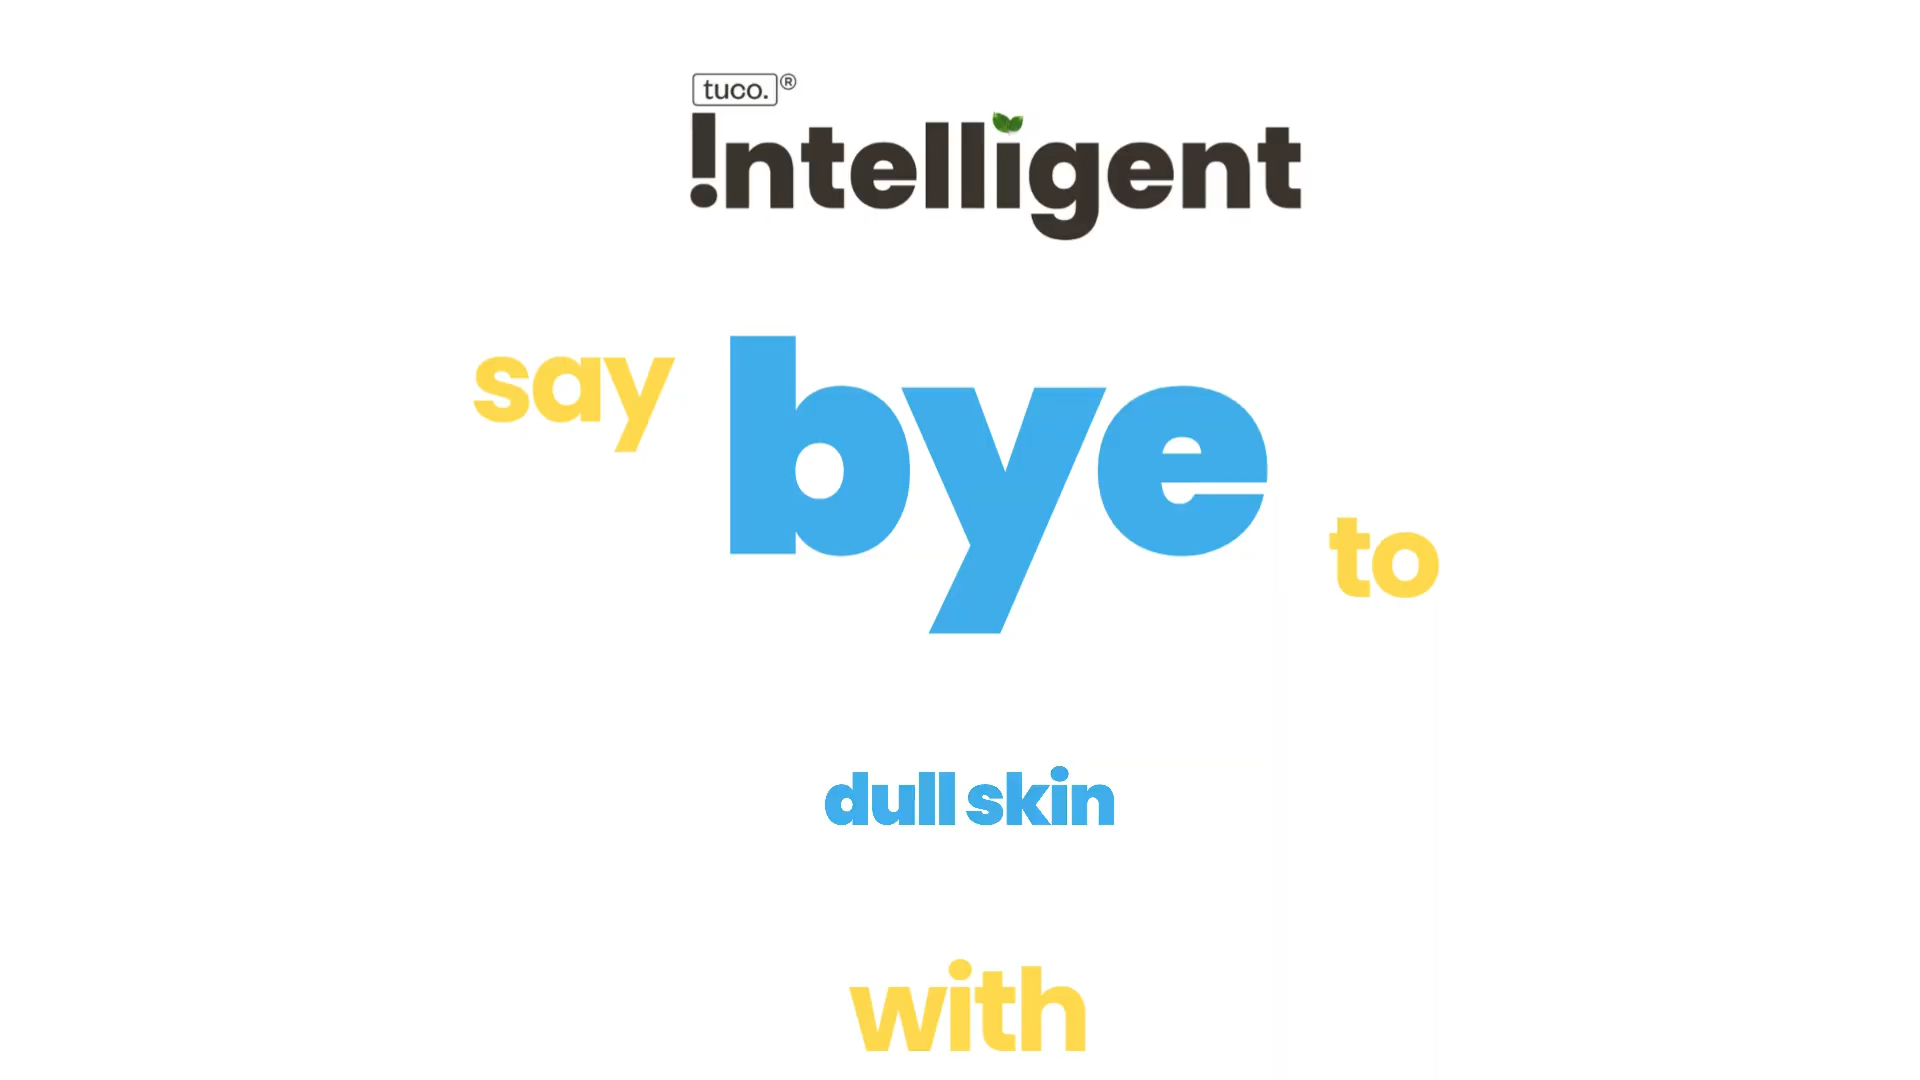 tuco.®
!ntelligent
say bye to
dull skin
with